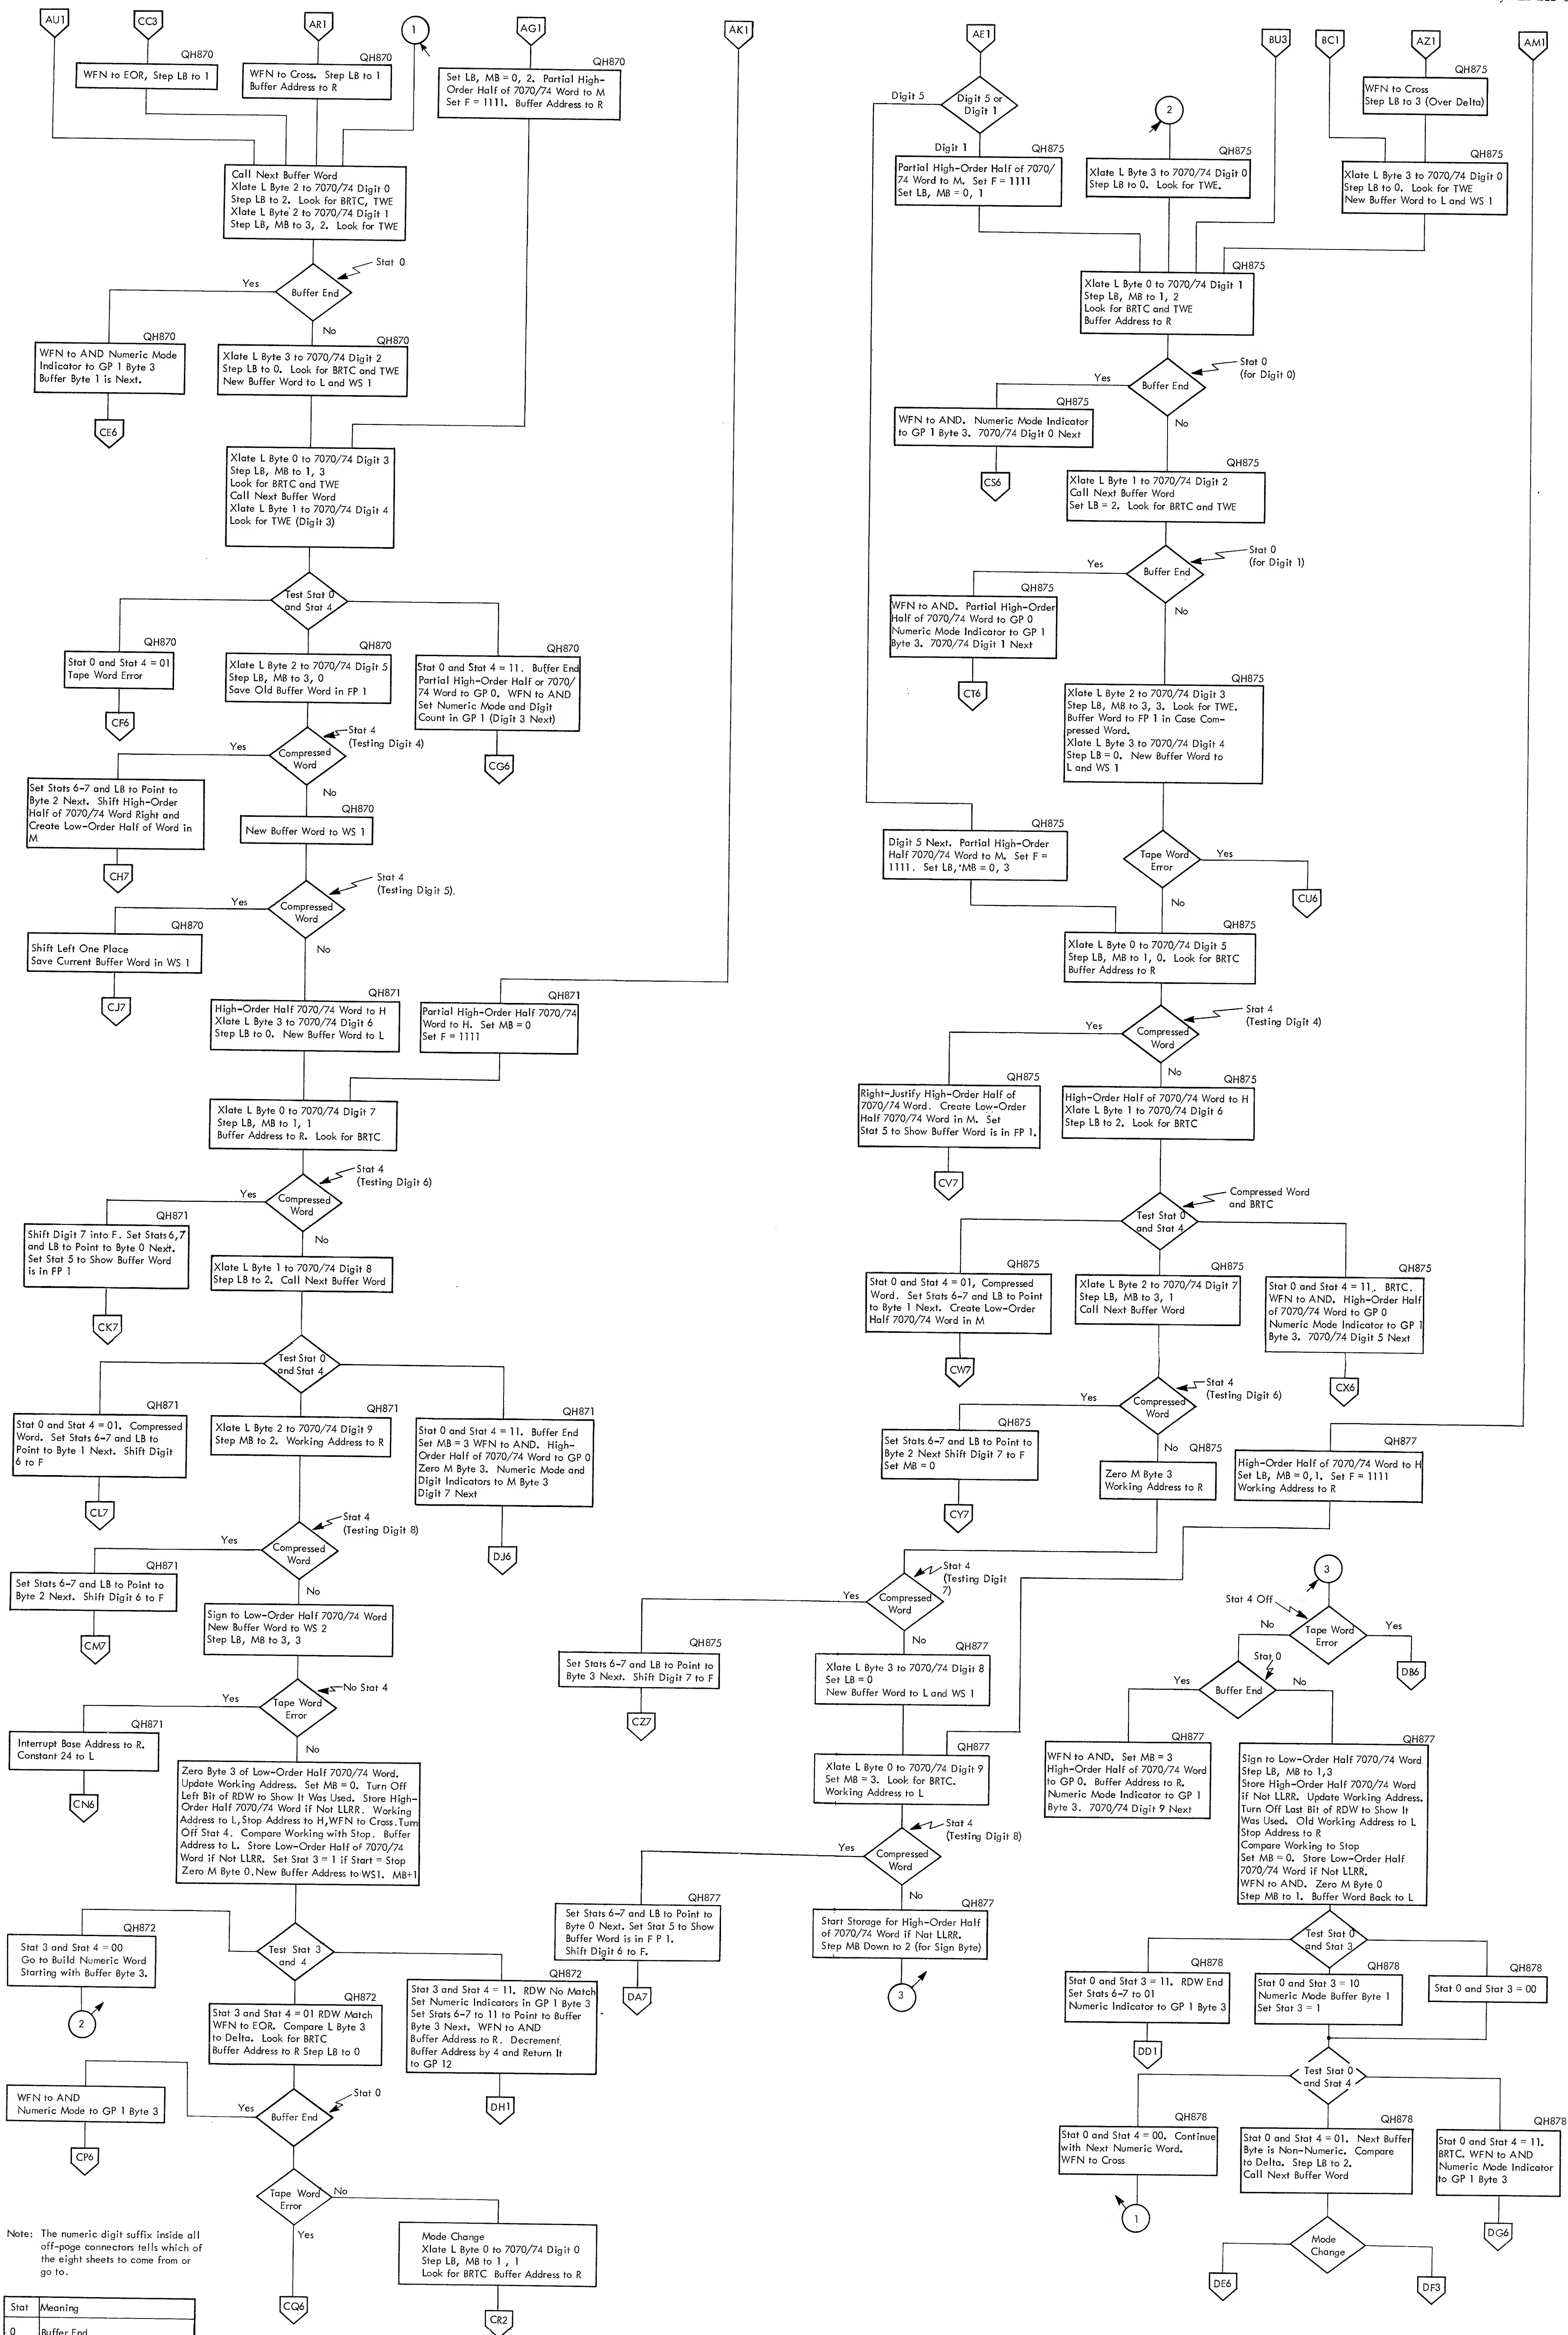 AU1
CC3
AR1
1
AG1
AK1
QH870
WFN to EOR, Step LB to 1
QH870
WFN to Cross. Step LB to 1
Buffer Address to R
QH870
Set LB, MB = 0, 2. Partial High-
Order Half of 7070/74 Word to M
Set F = 1111. Buffer Address to R
Call Next Buffer Word
Xlate L Byte 2 to 7070/74 Digit 0
Step LB to 2. Look for BRTC, TWE
Xlate L Byte 2 to 7070/74 Digit 1
Step LB, MB to 3, 2. Look for TWE
Stat 0
Buffer End
Yes
No
QH870
WFN to AND Numeric Mode
Indicator to GP 1 Byte 3
Buffer Byte 1 is Next.
CE6
QH870
Xlate L Byte 3 to 7070/74 Digit 2
Step LB to 0. Look for BRTC and TWE
New Buffer Word to L and WS 1
Xlate L Byte 0 to 7070/74 Digit 3
Step LB, MB to 1, 3
Look for BRTC and TWE
Call Next Buffer Word
Xlate L Byte 1 to 7070/74 Digit 4
Look for TWE (Digit 3)
Test Stat 0
and Stat 4
QH870
Stat 0 and Stat 4 = 01
Tape Word Error
CF6
QH870
Xlate L Byte 2 to 7070/74 Digit 5
Step LB, MB to 3, 0
Save Old Buffer Word in FP 1
QH870
Stat 0 and Stat 4 = 11. Buffer End
Partial High-Order Half or 7070/
74 Word to GP 0. WFN to AND
Set Numeric Mode and Digit
Count in GP 1 (Digit 3 Next)
CG6
Stat 4
(Testing Digit 4)
Compressed
Word
Yes
No
Set Stats 6-7 and LB to Point to
Byte 2 Next. Shift High-Order
Half of 7070/74 Word Right and
Create Low-Order Half of Word in
M
CH7
QH870
New Buffer Word to WS 1
Stat 4
(Testing Digit 5).
Compressed
Word
Yes
No
QH870
Shift Left One Place
Save Current Buffer Word in WS 1
CJ7
QH871
High-Order Half 7070/74 Word to H
Xlate L Byte 3 to 7070/74 Digit 6
Step LB to 0. New Buffer Word to L
QH871
Partial High-Order Half 7070/74
Word to H. Set MB = 0
Set F = 1111
Xlate L Byte 0 to 7070/74 Digit 7
Step LB, MB to 1, 1
Buffer Address to R. Look for BRTC
Stat 4
(Testing Digit 6)
Compressed
Word
Yes
No
QH871
Shift Digit 7 into F. Set Stats 6,7
and LB to Point to Byte 0 Next.
Set Stat 5 to Show Buffer Word
is in FP 1
CK7
Xlate L Byte 1 to 7070/74 Digit 8
Step LB to 2. Call Next Buffer Word
Test Stat 0
and Stat 4
QH871
Stat 0 and Stat 4 = 01. Compressed
Word. Set Stats 6-7 and LB to
Point to Byte 1 Next. Shift Digit
6 to F
CL7
QH871
Xlate L Byte 2 to 7070/74 Digit 9
Step MB to 2. Working Address to R
QH871
Stat 0 and Stat 4 = 11. Buffer End
Set MB = 3 WFN to AND. High-
Order Half of 7070/74 Word to GP 0
Zero M Byte 3. Numeric Mode and
Digit Indicators to M Byte 3
Digit 7 Next
DJ6
Stat 4
(Testing Digit 8)
Compressed
Word
Yes
No
QH871
Set Stats 6-7 and LB to Point to
Byte 2 Next. Shift Digit 6 to F
CM7
Sign to Low-Order Half 7070/74 Word
New Buffer Word to WS 2
Step LB, MB to 3, 3
No Stat 4
Tape Word
Error
Yes
No
QH871
Interrupt Base Address to R.
Constant 24 to L
CN6
Zero Byte 3 of Low-Order Half 7070/74 Word.
Update Working Address. Set MB = 0. Turn Off
Left Bit of RDW to Show It Was Used. Store High-
Order Half 7070/74 Word if Not LLRR. Working
Address to L, Stop Address to H, WFN to Cross. Turn
Off Stat 4. Compare Working with Stop. Buffer
Address to L. Store Low-Order Half of 7070/74
Word if Not LLRR. Set Stat 3 = 1 if Start = Stop
Zero M Byte 0. New Buffer Address to WS1. MB+1
Test Stat 3
and 4
QH872
Stat 3 and Stat 4 = 00
Go to Build Numeric Word
Starting with Buffer Byte 3.
2
QH872
Stat 3 and Stat 4 = 01 RDW Match
WFN to EOR. Compare L Byte 3
to Delta. Look for BRTC
Buffer Address to R Step LB to 0
QH872
Stat 3 and Stat 4 = 11. RDW No Match
Set Numeric Indicators in GP 1 Byte 3
Set Stats 6-7 to 11 to Point to Buffer
Byte 3 Next. WFN to AND
Buffer Address to R. Decrement
Buffer Address by 4 and Return It
to GP 12
DH1
Stat 0
Buffer End
Yes
WFN to AND
Numeric Mode to GP 1 Byte 3
CP6
Tape Word
Error
No
Yes
Mode Change
Xlate L Byte 0 to 7070/74 Digit 0
Step LB, MB to 1, 1
Look for BRTC Buffer Address to R
CQ6
CR2
Note: The numeric digit suffix inside all
off-page connectors tells which of
the eight sheets to come from or
go to.
Stat Meaning
0 Buffer End
AE1
BU3
BC1
AZ1
AM1
Digit 5 or
Digit 1
Digit 5
Digit 1
QH875
Partial High-Order Half of 7070/
74 Word to M. Set F = 1111
Set LB, MB = 0, 1
2
QH875
Xlate L Byte 3 to 7070/74 Digit 0
Step LB to 0. Look for TWE.
QH875
WFN to Cross
Step LB to 3 (Over Delta)
QH875
Xlate L Byte 3 to 7070/74 Digit 0
Step LB to 0. Look for TWE
New Buffer Word to L and WS 1
QH875
Xlate L Byte 0 to 7070/74 Digit 1
Step LB, MB to 1, 2
Look for BRTC and TWE
Buffer Address to R
Stat 0
(for Digit 0)
Buffer End
Yes
No
QH875
WFN to AND. Numeric Mode Indicator
to GP 1 Byte 3. 7070/74 Digit 0 Next
CS6
QH875
Xlate L Byte 1 to 7070/74 Digit 2
Call Next Buffer Word
Set LB = 2. Look for BRTC and TWE
Stat 0
(for Digit 1)
Buffer End
Yes
No
QH875
WFN to AND. Partial High-Order
Half of 7070/74 Word to GP 0
Numeric Mode Indicator to GP 1
Byte 3. 7070/74 Digit 1 Next
CT6
QH875
Xlate L Byte 2 to 7070/74 Digit 3
Step LB, MB to 3, 3. Look for TWE.
Buffer Word to FP 1 in Case Com-
pressed Word.
Xlate L Byte 3 to 7070/74 Digit 4
Step LB = 0. New Buffer Word to
L and WS 1
QH875
Digit 5 Next. Partial High-Order
Half 7070/74 Word to M. Set F =
1111. Set LB, MB = 0, 3
Tape Word
Error
Yes
No
CU6
QH875
Xlate L Byte 0 to 7070/74 Digit 5
Step LB, MB to 1, 0. Look for BRTC
Buffer Address to R
Stat 4
(Testing Digit 4)
Compressed
Word
Yes
No
QH875
Right-Justify High-Order Half of
7070/74 Word. Create Low-Order
Half 7070/74 Word in M. Set
Stat 5 to Show Buffer Word is in FP 1.
CV7
QH875
High-Order Half of 7070/74 Word to H
Xlate L Byte 1 to 7070/74 Digit 6
Step LB to 2. Look for BRTC
Compressed Word
and BRTC
Test Stat 0
and Stat 4
QH875
Stat 0 and Stat 4 = 01, Compressed
Word. Set Stats 6-7 and LB to Point
to Byte 1 Next. Create Low-Order
Half 7070/74 Word in M
CW7
QH875
Xlate L Byte 2 to 7070/74 Digit 7
Step LB, MB to 3, 1
Call Next Buffer Word
QH875
Stat 0 and Stat 4 = 11. BRTC.
WFN to AND. High-Order Half
of 7070/74 Word to GP 0
Numeric Mode Indicator to GP 1
Byte 3. 7070/74 Digit 5 Next
CX6
Stat 4
(Testing Digit 6)
Compressed
Word
Yes
No
QH875
Set Stats 6-7 and LB to Point to
Byte 2 Next Shift Digit 7 to F
Set MB = 0
CY7
QH875
Zero M Byte 3
Working Address to R
QH877
High-Order Half of 7070/74 Word to H
Set LB, MB = 0,1. Set F = 1111
Working Address to R
Stat 4
(Testing Digit
7)
Compressed
Word
Yes
No
QH875
Set Stats 6-7 and LB to Point to
Byte 3 Next. Shift Digit 7 to F
CZ7
QH877
Xlate L Byte 3 to 7070/74 Digit 8
Set LB = 0
New Buffer Word to L and WS 1
QH877
Xlate L Byte 0 to 7070/74 Digit 9
Set MB = 3. Look for BRTC.
Working Address to L
Stat 4
(Testing Digit 8)
Compressed
Word
Yes
No
QH877
Set Stats 6-7 and LB to Point to
Byte 0 Next. Set Stat 5 to Show
Buffer Word is in F P 1.
Shift Digit 6 to F.
DA7
QH877
Start Storage for High-Order Half
of 7070/74 Word if Not LLRR.
Step MB Down to 2 (for Sign Byte)
3
3
Stat 4 Off
Tape Word
Error
No
Yes
DB6
Stat 0
Buffer End
Yes
No
QH877
WFN to AND. Set MB = 3
High-Order Half of 7070/74 Word
to GP 0. Buffer Address to R.
Numeric Mode Indicator to GP 1
Byte 3. 7070/74 Digit 9 Next
QH877
Sign to Low-Order Half 7070/74 Word
Step LB, MB to 1,3
Store High-Order Half 7070/74 Word
if Not LLRR. Update Working Address.
Turn Off Last Bit of RDW to Show It
Was Used. Old Working Address to L
Stop Address to R
Compare Working to Stop
Set MB = 0. Store Low-Order Half
7070/74 Word if Not LLRR.
WFN to AND. Zero M Byte 0
Step MB to 1. Buffer Word Back to L
Test Stat 0
and Stat 3
QH878
Stat 0 and Stat 3 = 11. RDW End
Set Stats 6-7 to 01
Numeric Indicator to GP 1 Byte 3
DD1
QH878
Stat 0 and Stat 3 = 10
Numeric Mode Buffer Byte 1
Set Stat 3 = 1
QH878
Stat 0 and Stat 3 = 00
Test Stat 0
and Stat 4
QH878
Stat 0 and Stat 4 = 00. Continue
with Next Numeric Word.
WFN to Cross
1
QH878
Stat 0 and Stat 4 = 01. Next Buffer
Byte is Non-Numeric. Compare
to Delta. Step LB to 2.
Call Next Buffer Word
QH878
Stat 0 and Stat 4 = 11.
BRTC. WFN to AND
Numeric Mode Indicator
to GP 1 Byte 3
DG6
Mode
Change
DE6
DF3